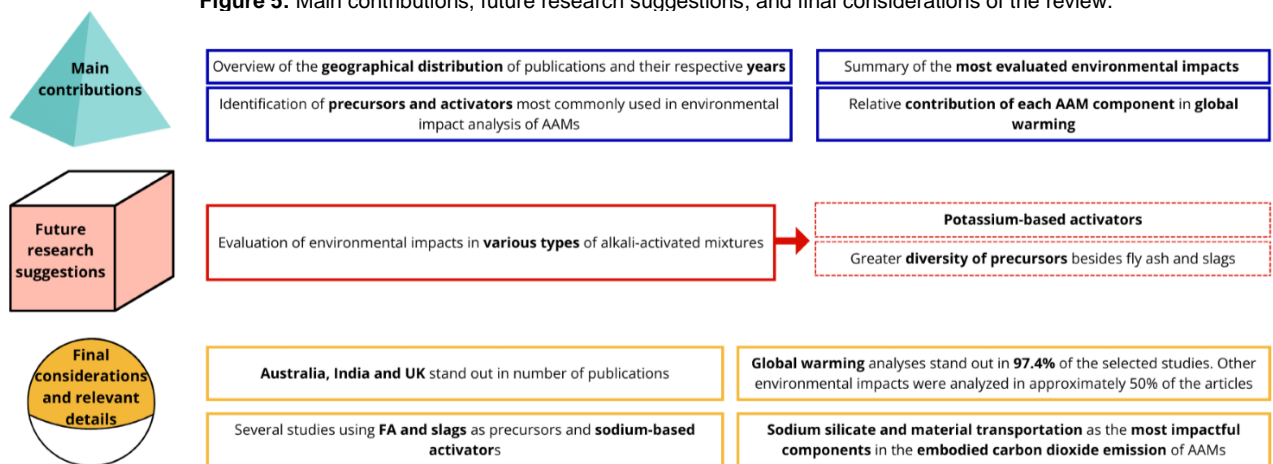 Figure 5: Main contributions, future research suggestions, and final considerations of the review.
Main
contributions
Overview of the geographical distribution of publications and their respective years
Summary of the most evaluated environmental impacts
Identification of precursors and activators most commonly used in environmental
impact analysis of AAMs
Relative contribution of each AAM component in global
warming
Future
research
suggestions
Evaluation of environmental impacts in various types of alkali-activated mixtures
Potassium-based activators
Greater diversity of precursors besides fly ash and slags
Final
considerations
and relevant
details
Australia, India and UK stand out in number of publications
Global warming analyses stand out in 97.4% of the selected studies. Other
environmental impacts were analyzed in approximately 50% of the articles
Several studies using FA and slags as precursors and sodium-based
activators
Sodium silicate and material transportation as the most impactful
components in the embodied carbon dioxide emission of AAMs